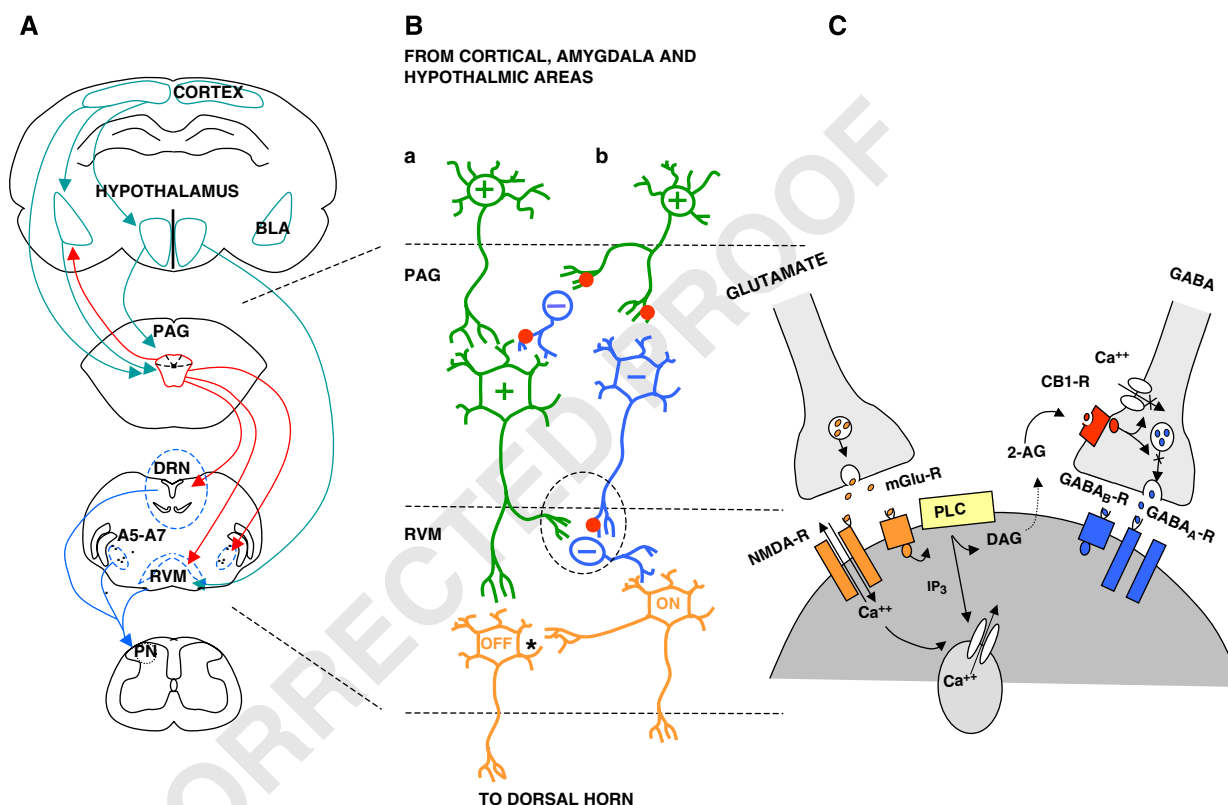 A
B
C
FROM CORTICAL, AMYGDALA AND
HYPOTHALMIC AREAS
CORTEX
HYPOTHALAMUS
BLA
PAG
DRN
A5-A7
RVM
PN
a
b
+
+
PAG
−
+
−
RVM
−
ON
OFF
*
TO DORSAL HORN
GLUTAMATE
GABA
Ca++
CB1-R
2-AG
mGlu-R
GABAB-R
GABAA-R
PLC
NMDA-R
DAG
IP3
Ca++
Ca++
ORRECTED PROOF